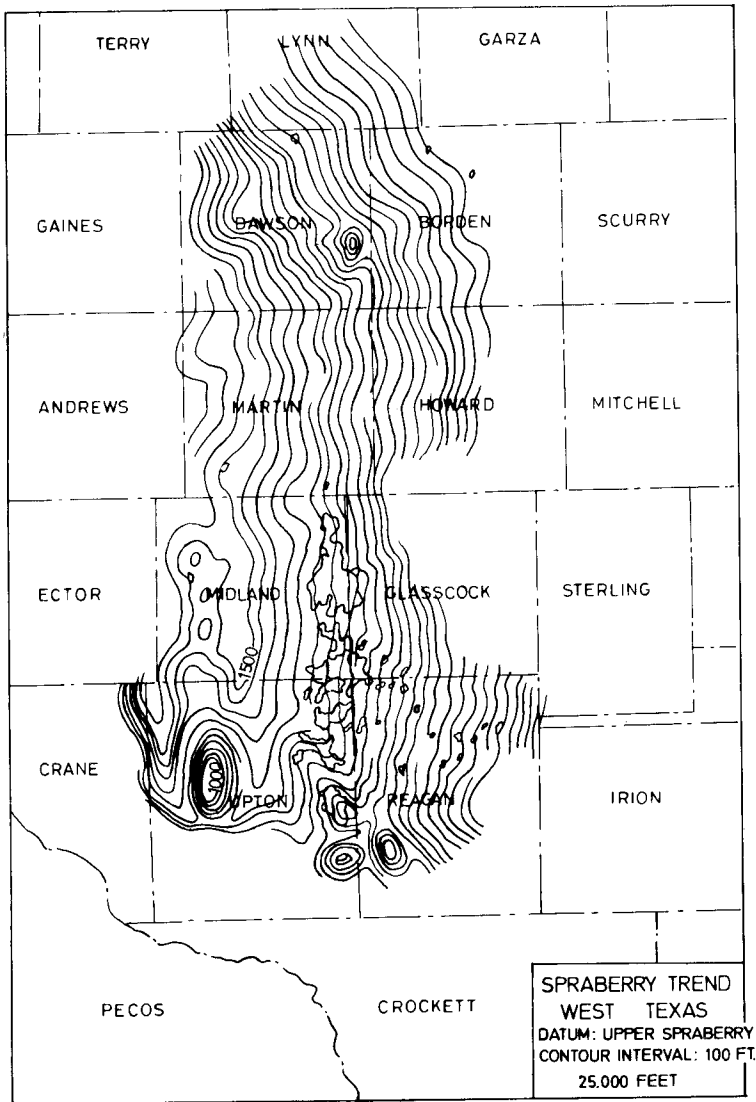 TERRY
LYNN
GARZA
GAINES
DAWSON
BORDEN
SCURRY
ANDREWS
MARTIN
HOWARD
MITCHELL
ECTOR
MIDLAND
GLASSCOCK
STERLING
1500
CRANE
1000
UPTON
REAGAN
IRION
PECOS
CROCKETT
SPRABERRY TREND
WEST TEXAS
DATUM: UPPER SPRABERRY
CONTOUR INTERVAL: 100 FT.
25.000 FEET